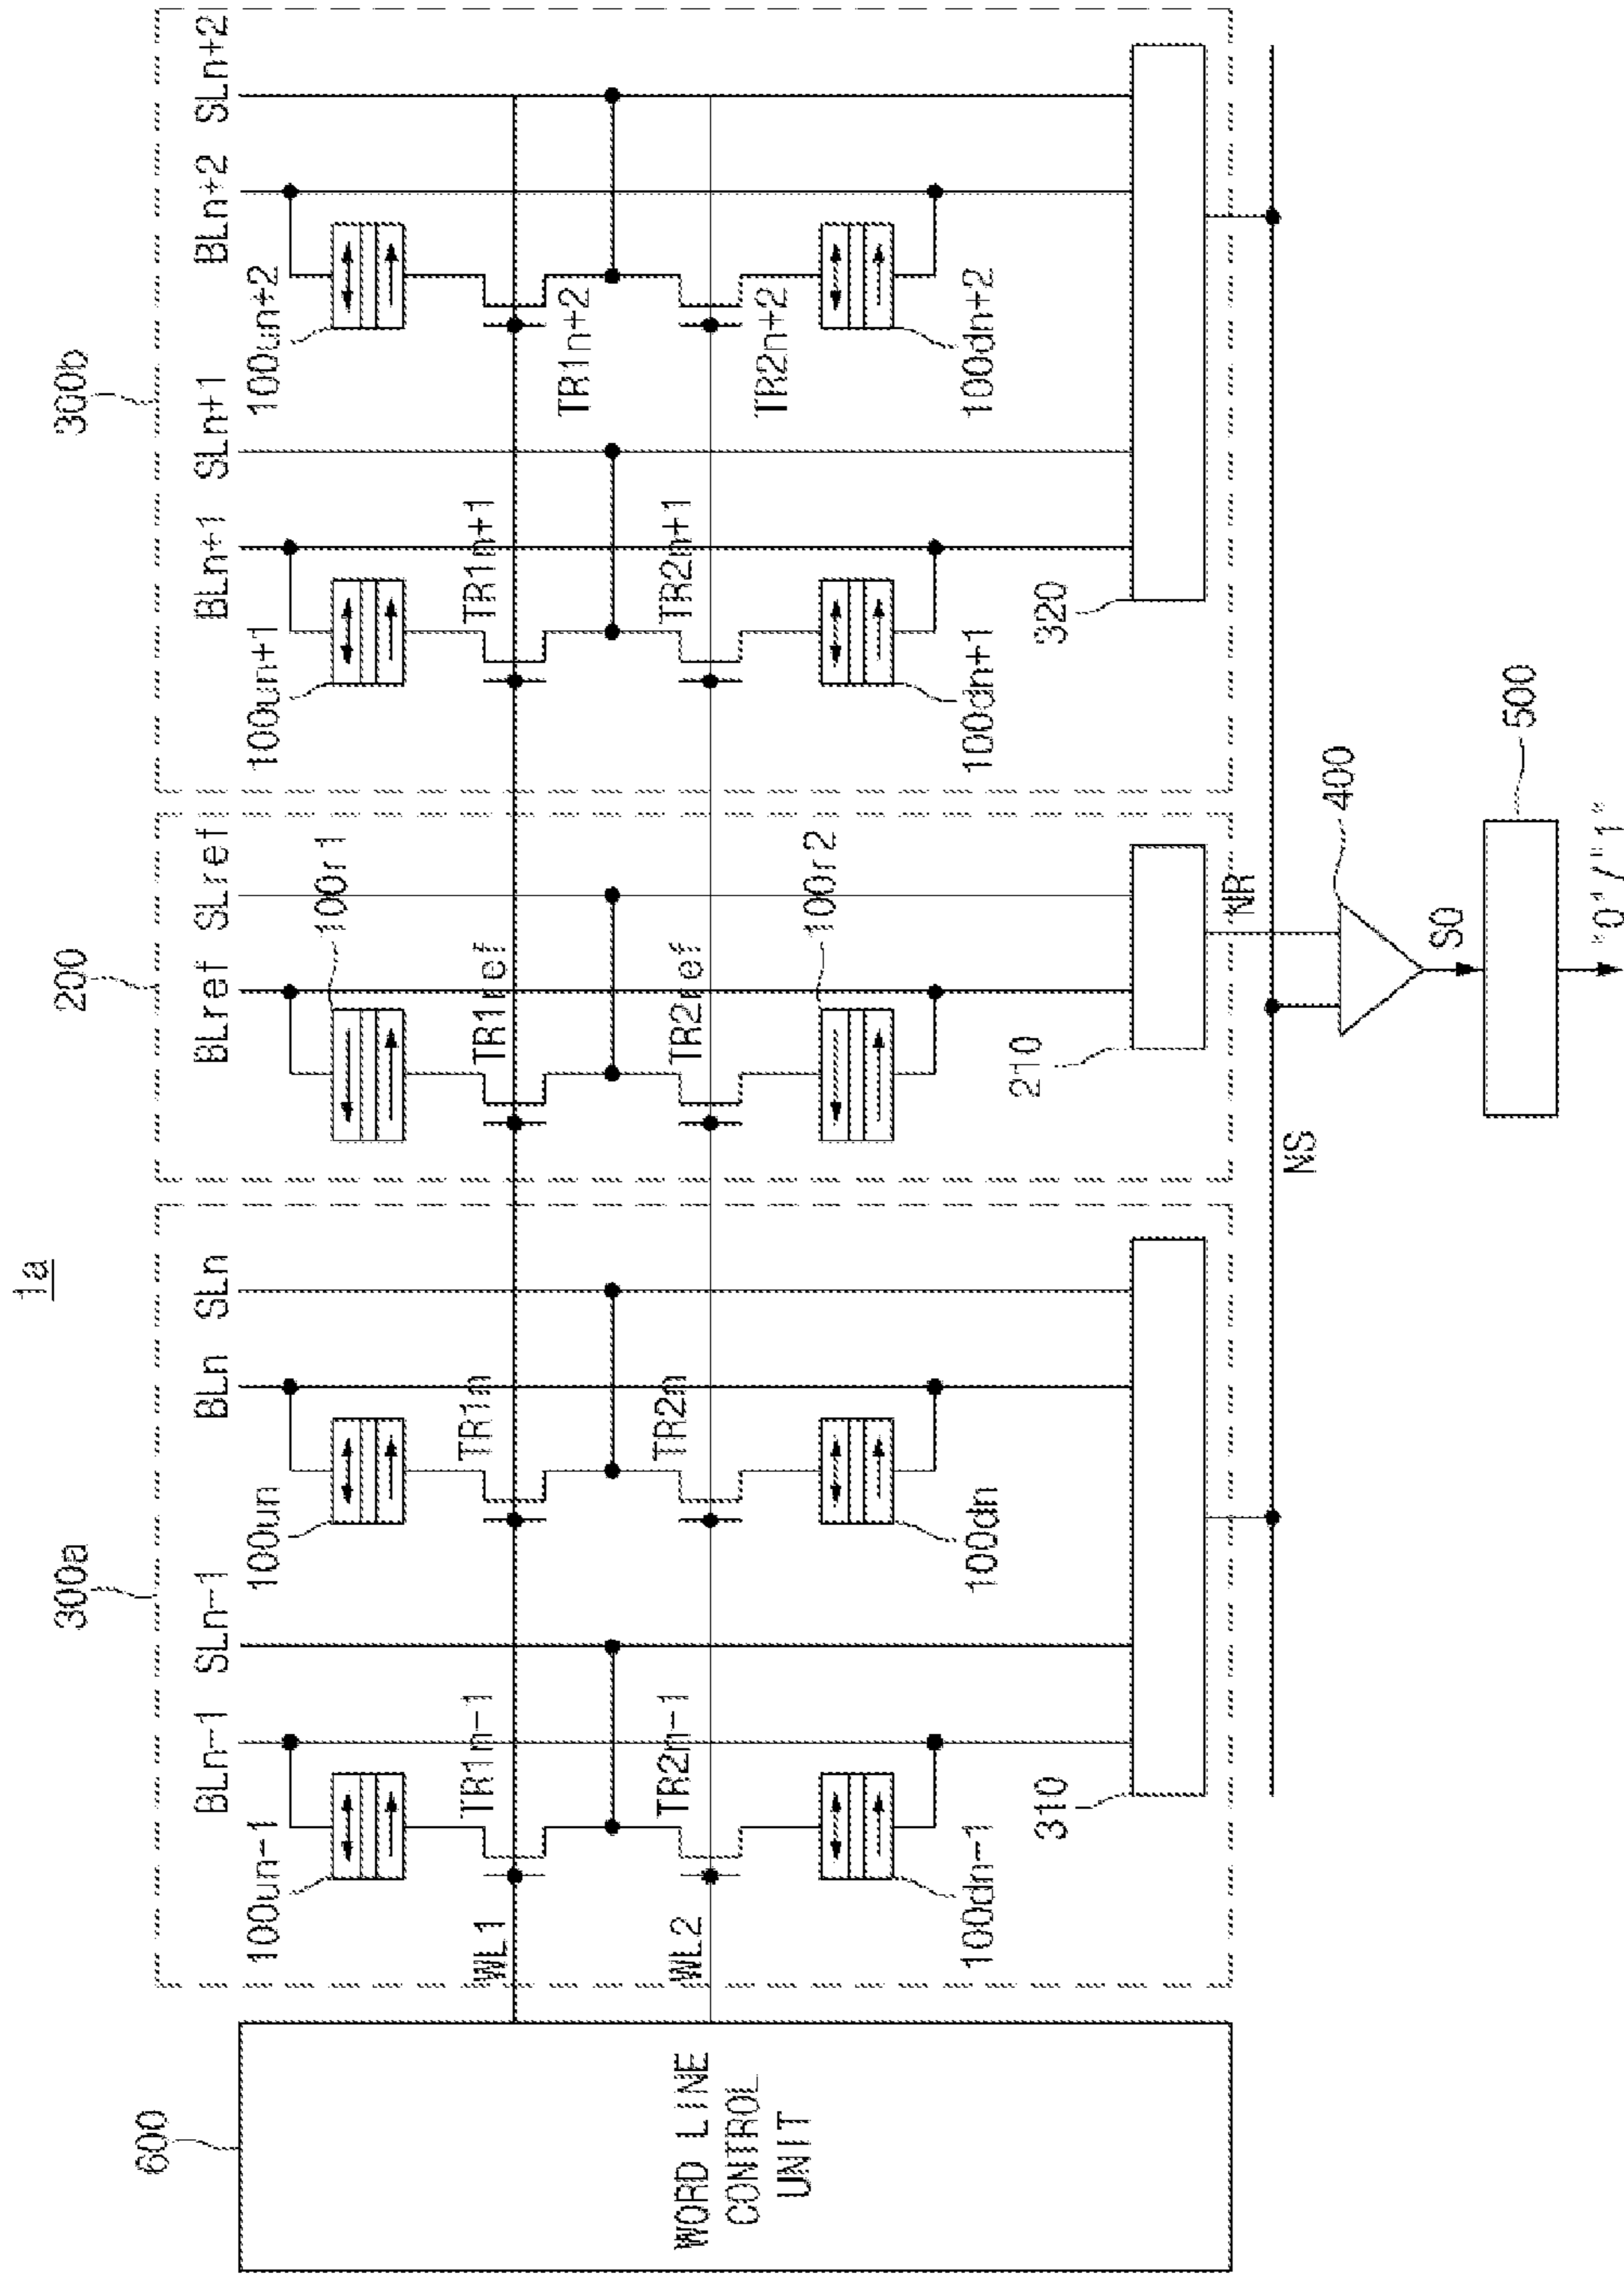 1a
300a
200
300b
BLn-1 SLn-1
BLn SLn
BLref SLref
BLn+1 SLn+1
BLn+2 SLn+2
600
100un-1
100un
100r1
100un+1
100un+2
WL1
TR1n-1
TR1n
TR1ref
TR1n+1
TR1n+2
WORD LINE
CONTROL
UNIT
WL2
TR2n-1
TR2n
TR2ref
TR2n+1
TR2n+2
100dn-1
100dn
100r2
100dn+1
100dn+2
310
210
320
NS
NR
400
SO
500
"0"/"1"